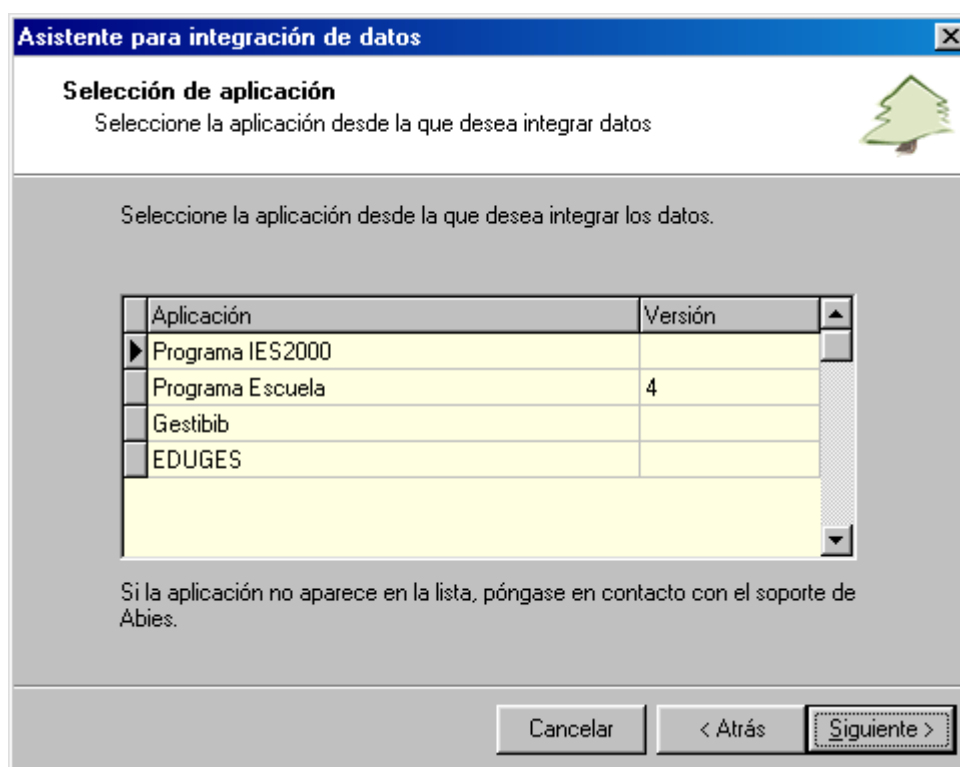 Asistente para integración de datos
Selección de aplicación
Seleccione la aplicación desde la que desea integrar datos
Seleccione la aplicación desde la que desea integrar los datos.
Aplicación Versión
Programa IES2000
Programa Escuela 4
Gestibib
EDUGES
Si la aplicación no aparece en la lista, póngase en contacto con el soporte de
Abies.
Cancelar < Atrás Siguiente >